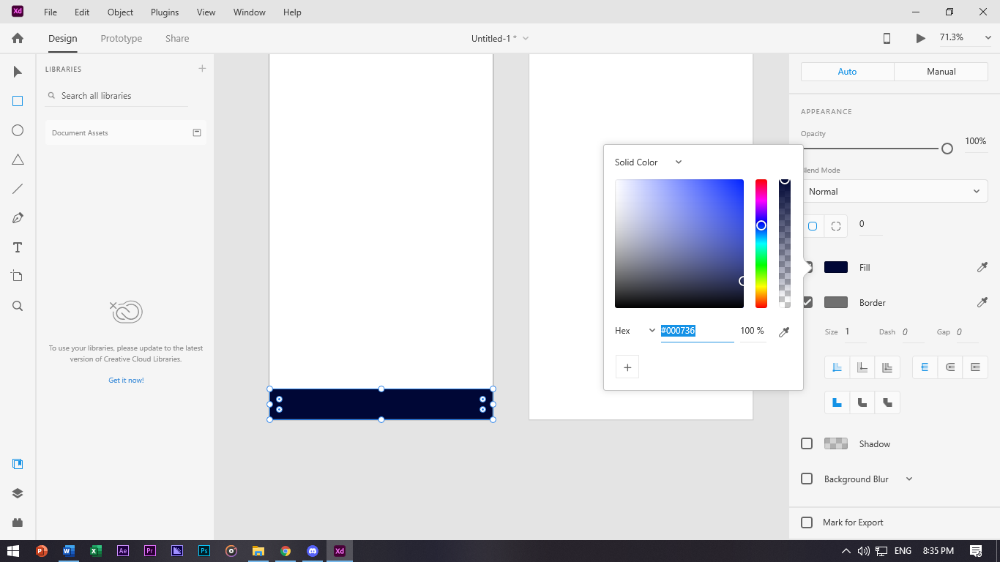 Xd File Edit Object Plugins View Window Help
Design Prototype Share Untitled-1 * 71.3%
LIBRARIES
Search all libraries
Document Assets
To use your libraries, please update to the latest
version of Creative Cloud Libraries.
Get it now!
Solid Color
Hex #000736 100 %
+
Auto Manual
APPEARANCE
Opacity
100%
Blend Mode
Normal
0
Fill
Border
Size 1 Dash 0 Gap 0
Shadow
Background Blur
Mark for Export
P W X Ae Pr Ps Xd ENG 8:35 PM